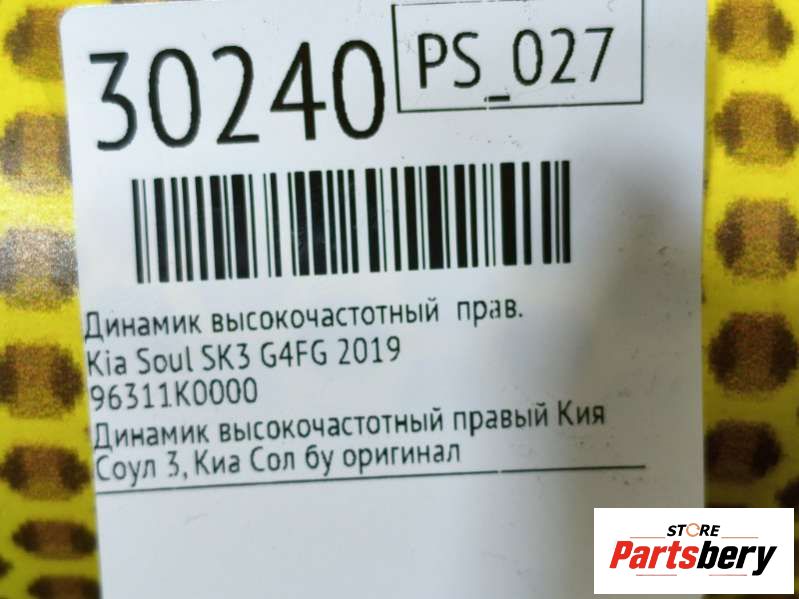 30240
PS_027
Динамик высокочастотный прав.
Kia Soul SK3 G4FG 2019
96311K0000
Динамик высокочастотный правый Кия
Соул 3, Киа Сол бу оригинал
STORE
Partsbery